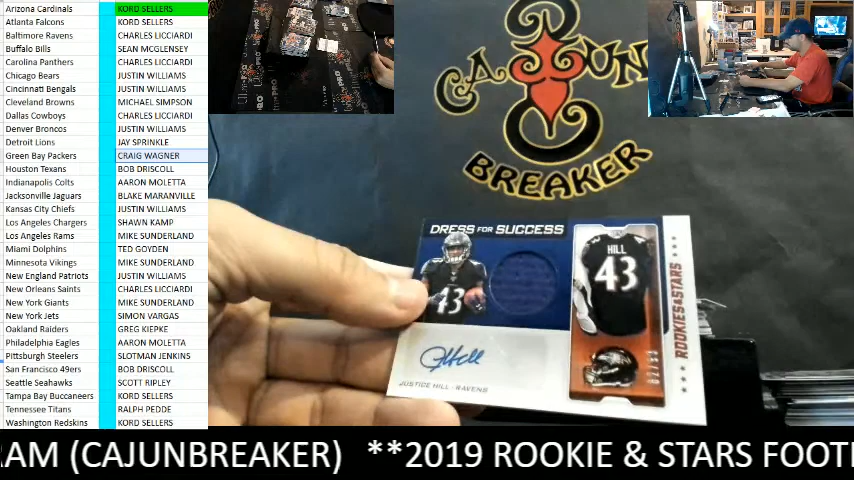 Arizona Cardinals KORD SELLERS
Atlanta Falcons KORD SELLERS
Baltimore Ravens CHARLES LICCIARDI
Buffalo Bills SEAN MCGLENSEY
Carolina Panthers CHARLES LICCIARDI
Chicago Bears JUSTIN WILLIAMS
Cincinnati Bengals JUSTIN WILLIAMS
Cleveland Browns MICHAEL SIMPSON
Dallas Cowboys CHARLES LICCIARDI
Denver Broncos JUSTIN WILLIAMS
Detroit Lions JAY SPRINKLE
Green Bay Packers CRAIG WAGNER
Houston Texans BOB DRISCOLL
Indianapolis Colts AARON MOLETTA
Jacksonville Jaguars BLAKE MARANVILLE
Kansas City Chiefs JUSTIN WILLIAMS
Los Angeles Chargers SHAWN KAMP
Los Angeles Rams MIKE SUNDERLAND
Miami Dolphins TED GOYDEN
Minnesota Vikings MIKE SUNDERLAND
New England Patriots JUSTIN WILLIAMS
New Orleans Saints CHARLES LICCIARDI
New York Giants MIKE SUNDERLAND
New York Jets SIMON VARGAS
Oakland Raiders GREG KIEPKE
Philadelphia Eagles AARON MOLETTA
Pittsburgh Steelers SLOTMAN JENKINS
San Francisco 49ers BOB DRISCOLL
Seattle Seahawks SCOTT RIPLEY
Tampa Bay Buccaneers KORD SELLERS
Tennessee Titans RALPH PEDDE
Washington Redskins KORD SELLERS
CAJUN
BREAKER
DRESS FOR SUCCESS
HILL
43
43
ROOKIES & STARS
JUSTICE HILL - RAVENS
RAM (CAJUNBREAKER) **2019 ROOKIE & STARS FOOT